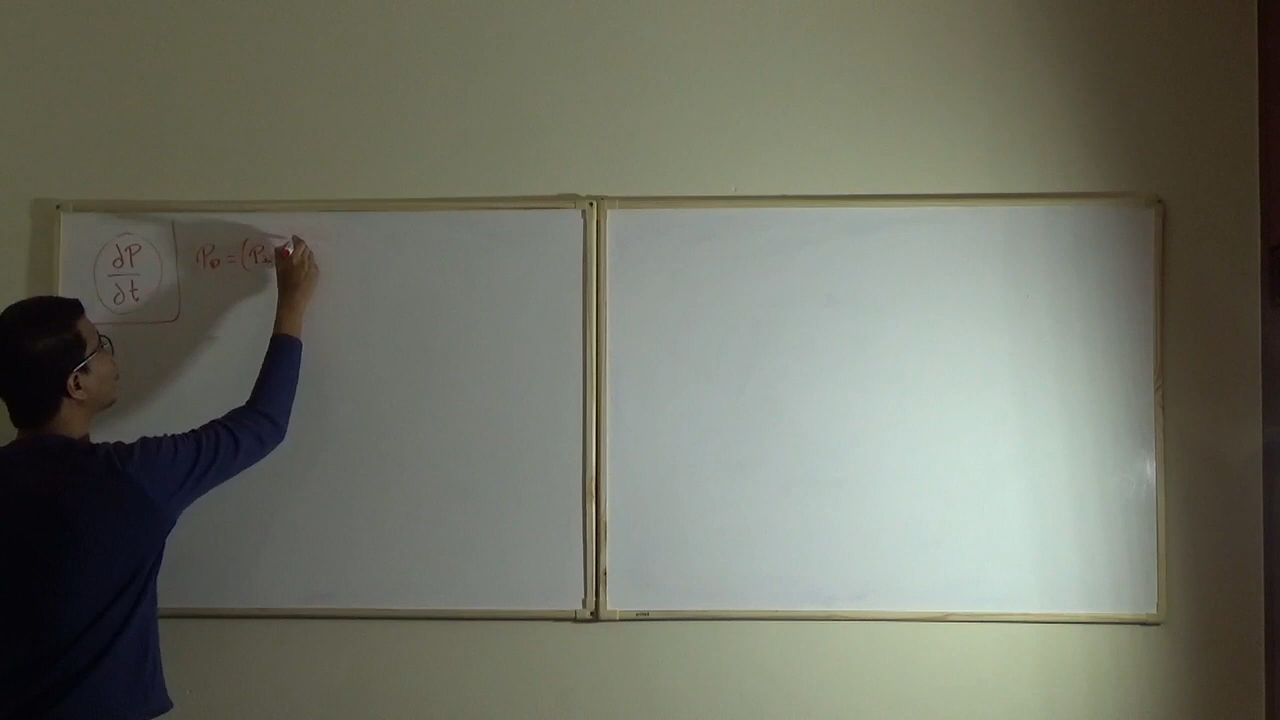 ∂P
∂t
P₀ = (P